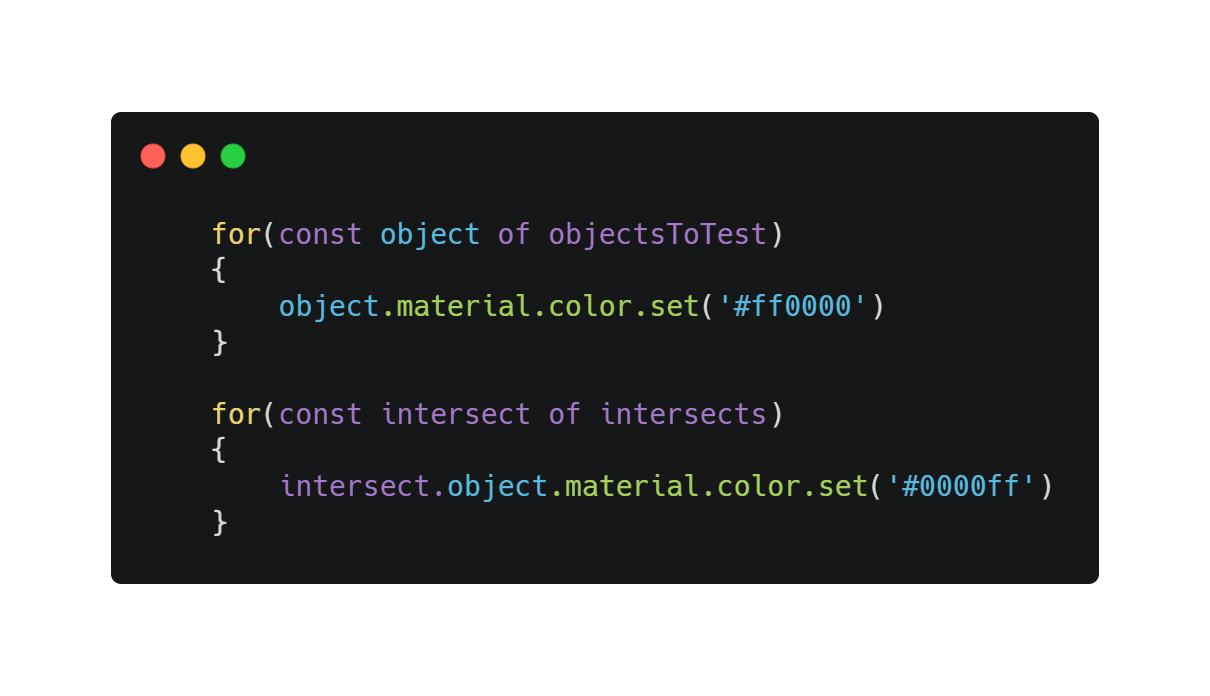 for(const object of objectsToTest)
{
    object.material.color.set('#ff0000')
}
for(const intersect of intersects)
{
    intersect.object.material.color.set('#0000ff')
}